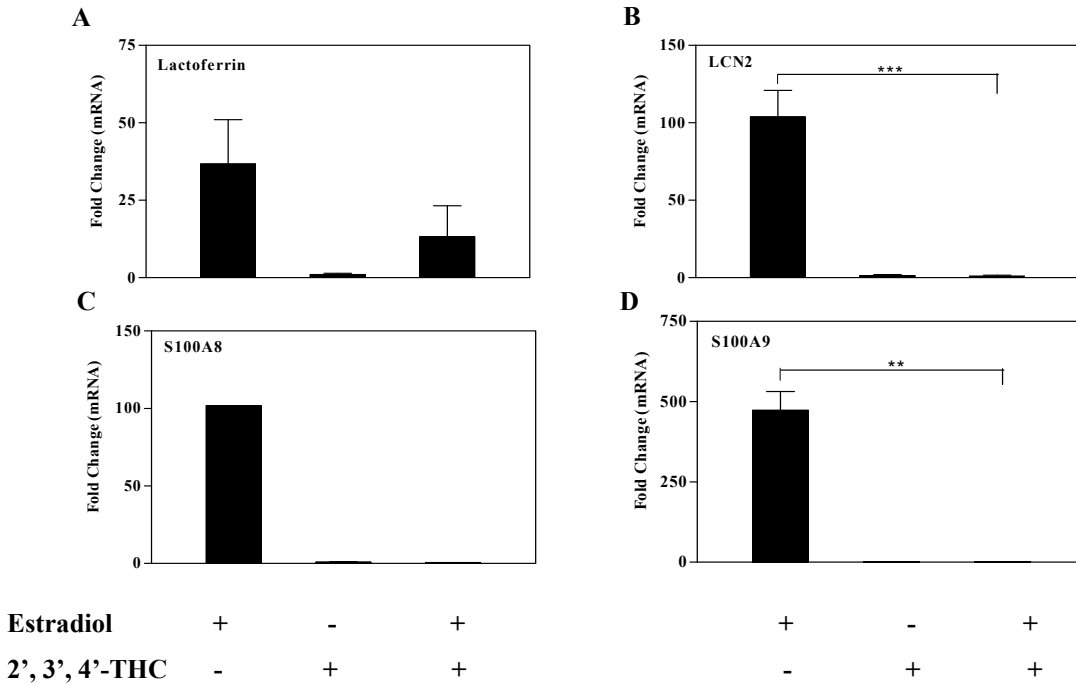 A
B
75
Lactoferrin
50
25
0
Fold Change (mRNA)
150
LCN2
***
100
50
0
Fold Change (mRNA)
C
D
150
S100A8
100
50
0
Fold Change (mRNA)
750
S100A9
**
500
250
0
Fold Change (mRNA)
Estradiol + - + + - +
2’, 3’, 4’-THC - + + - + +